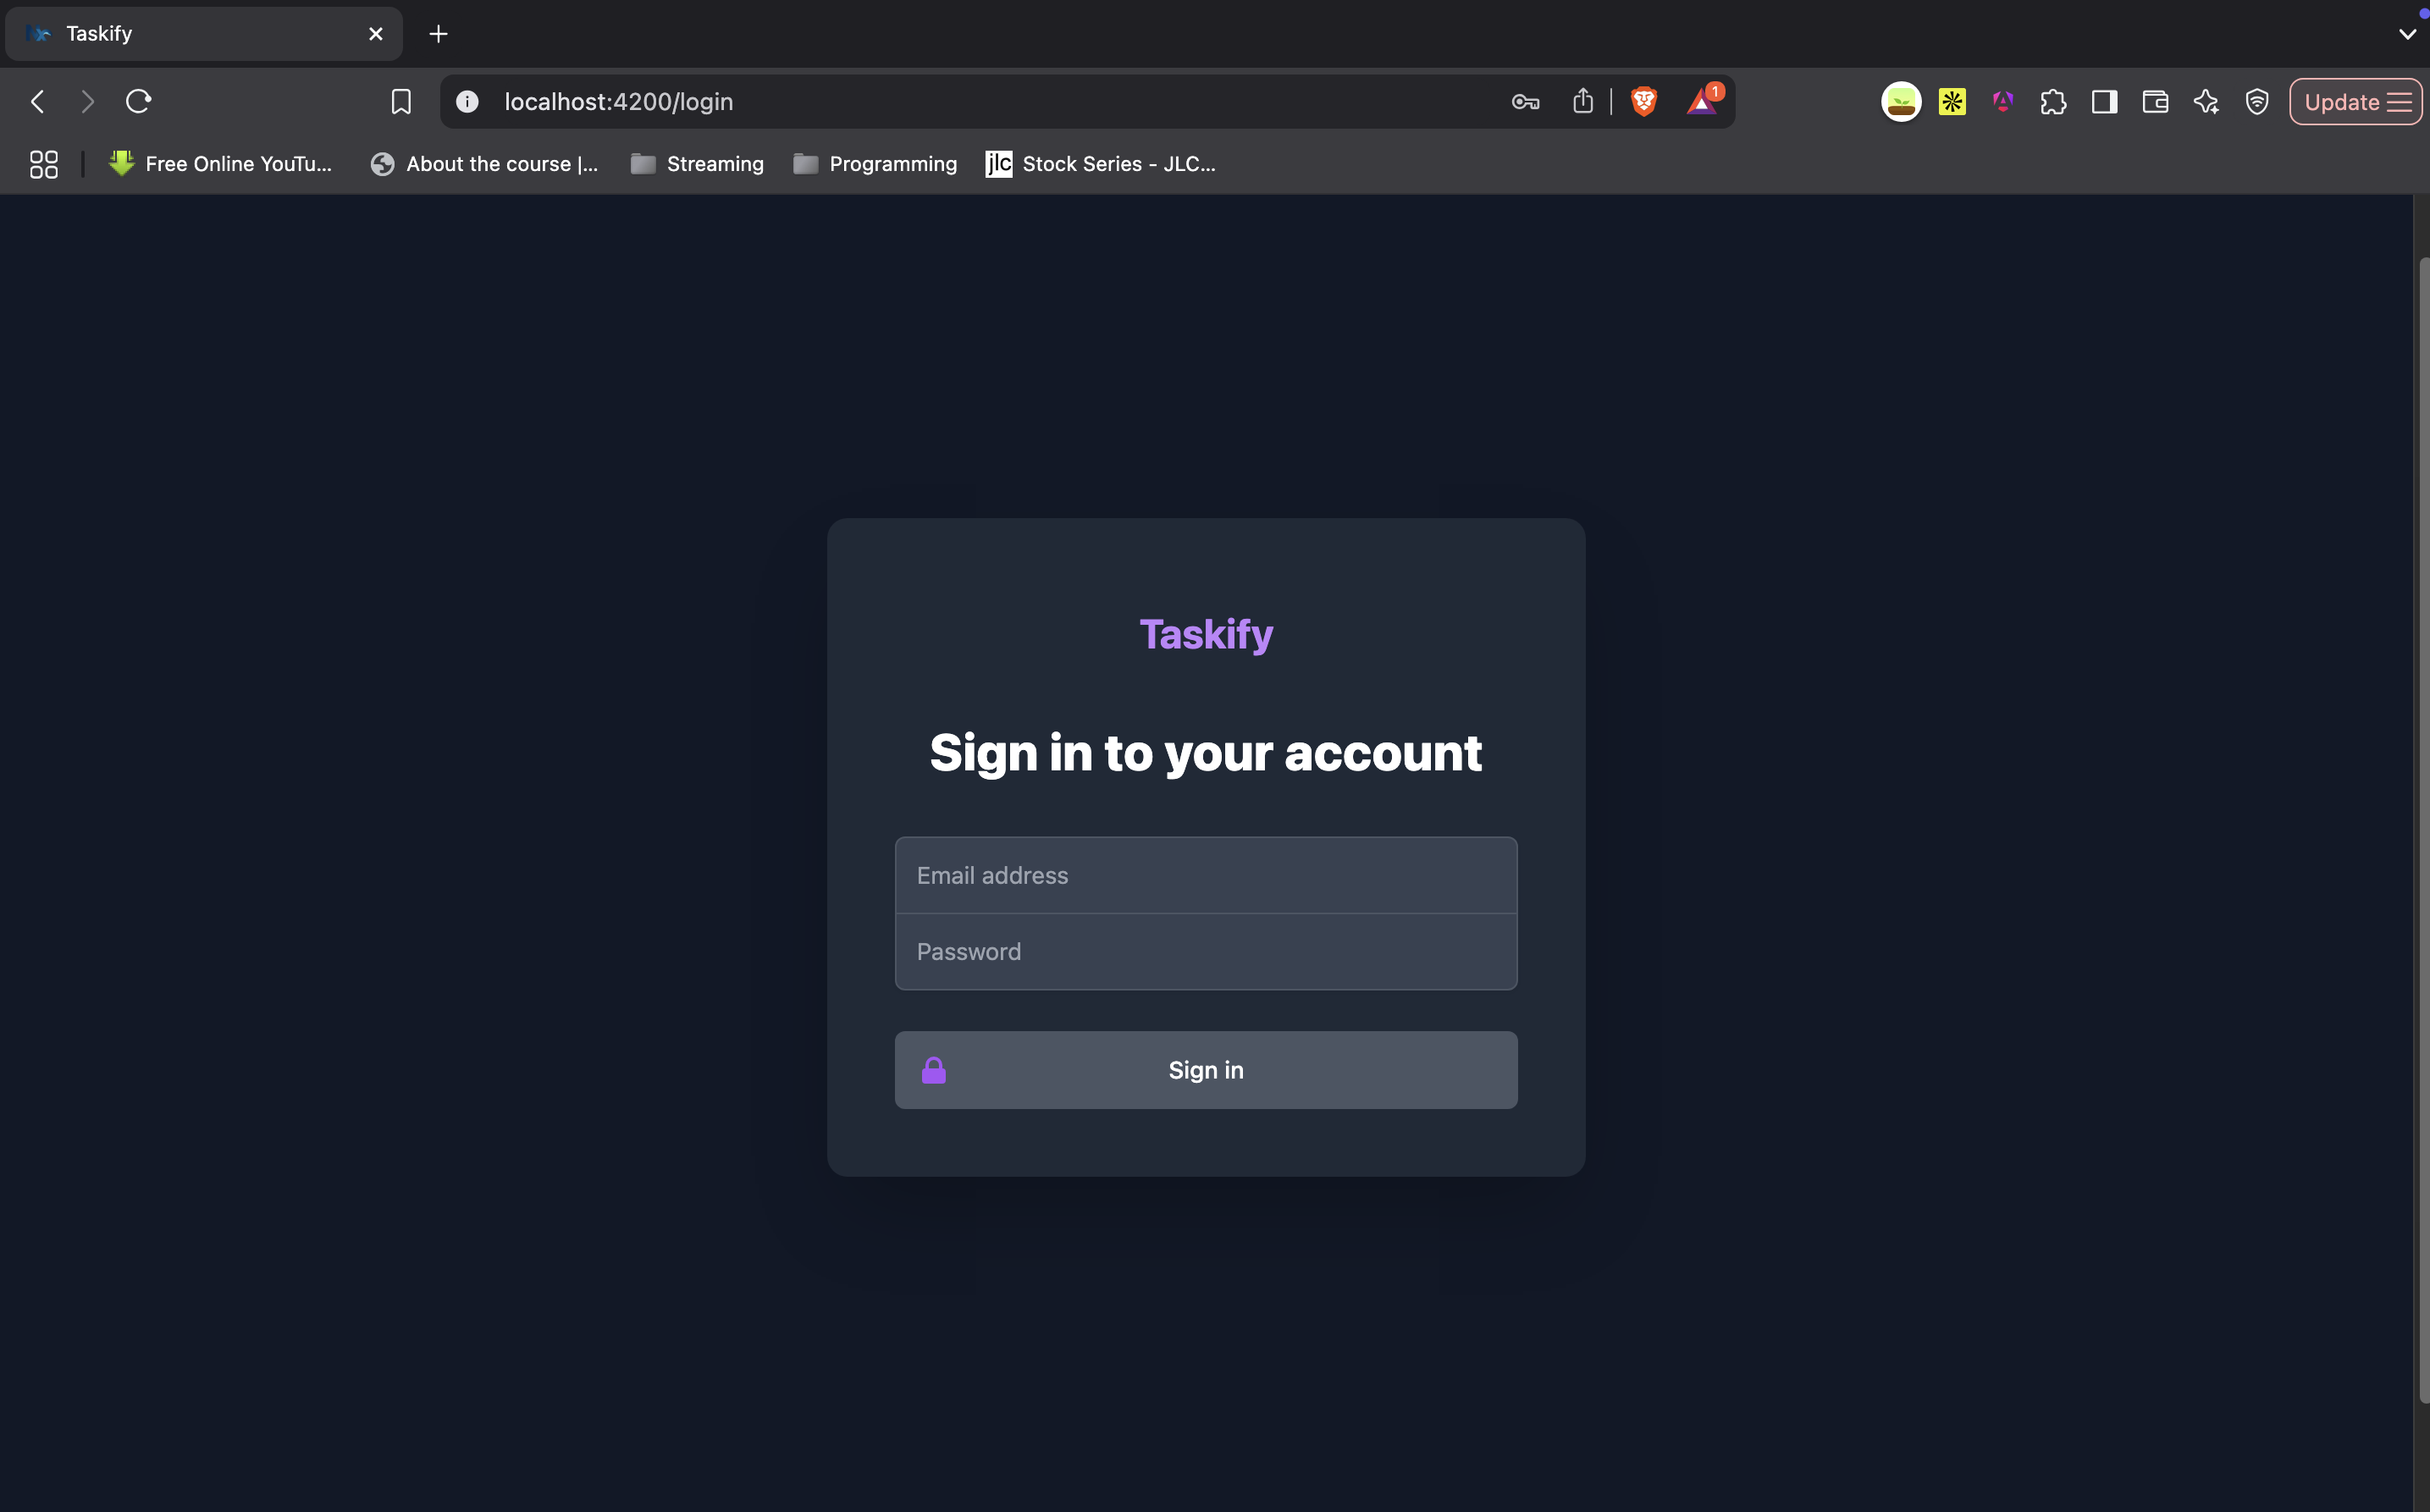 Taskify
localhost:4200/login
1
Update
Free Online YouTu...
About the course |...
Streaming
Programming
jlc
Stock Series - JLC...
Taskify
Sign in to your account
Email address
Password
Sign in